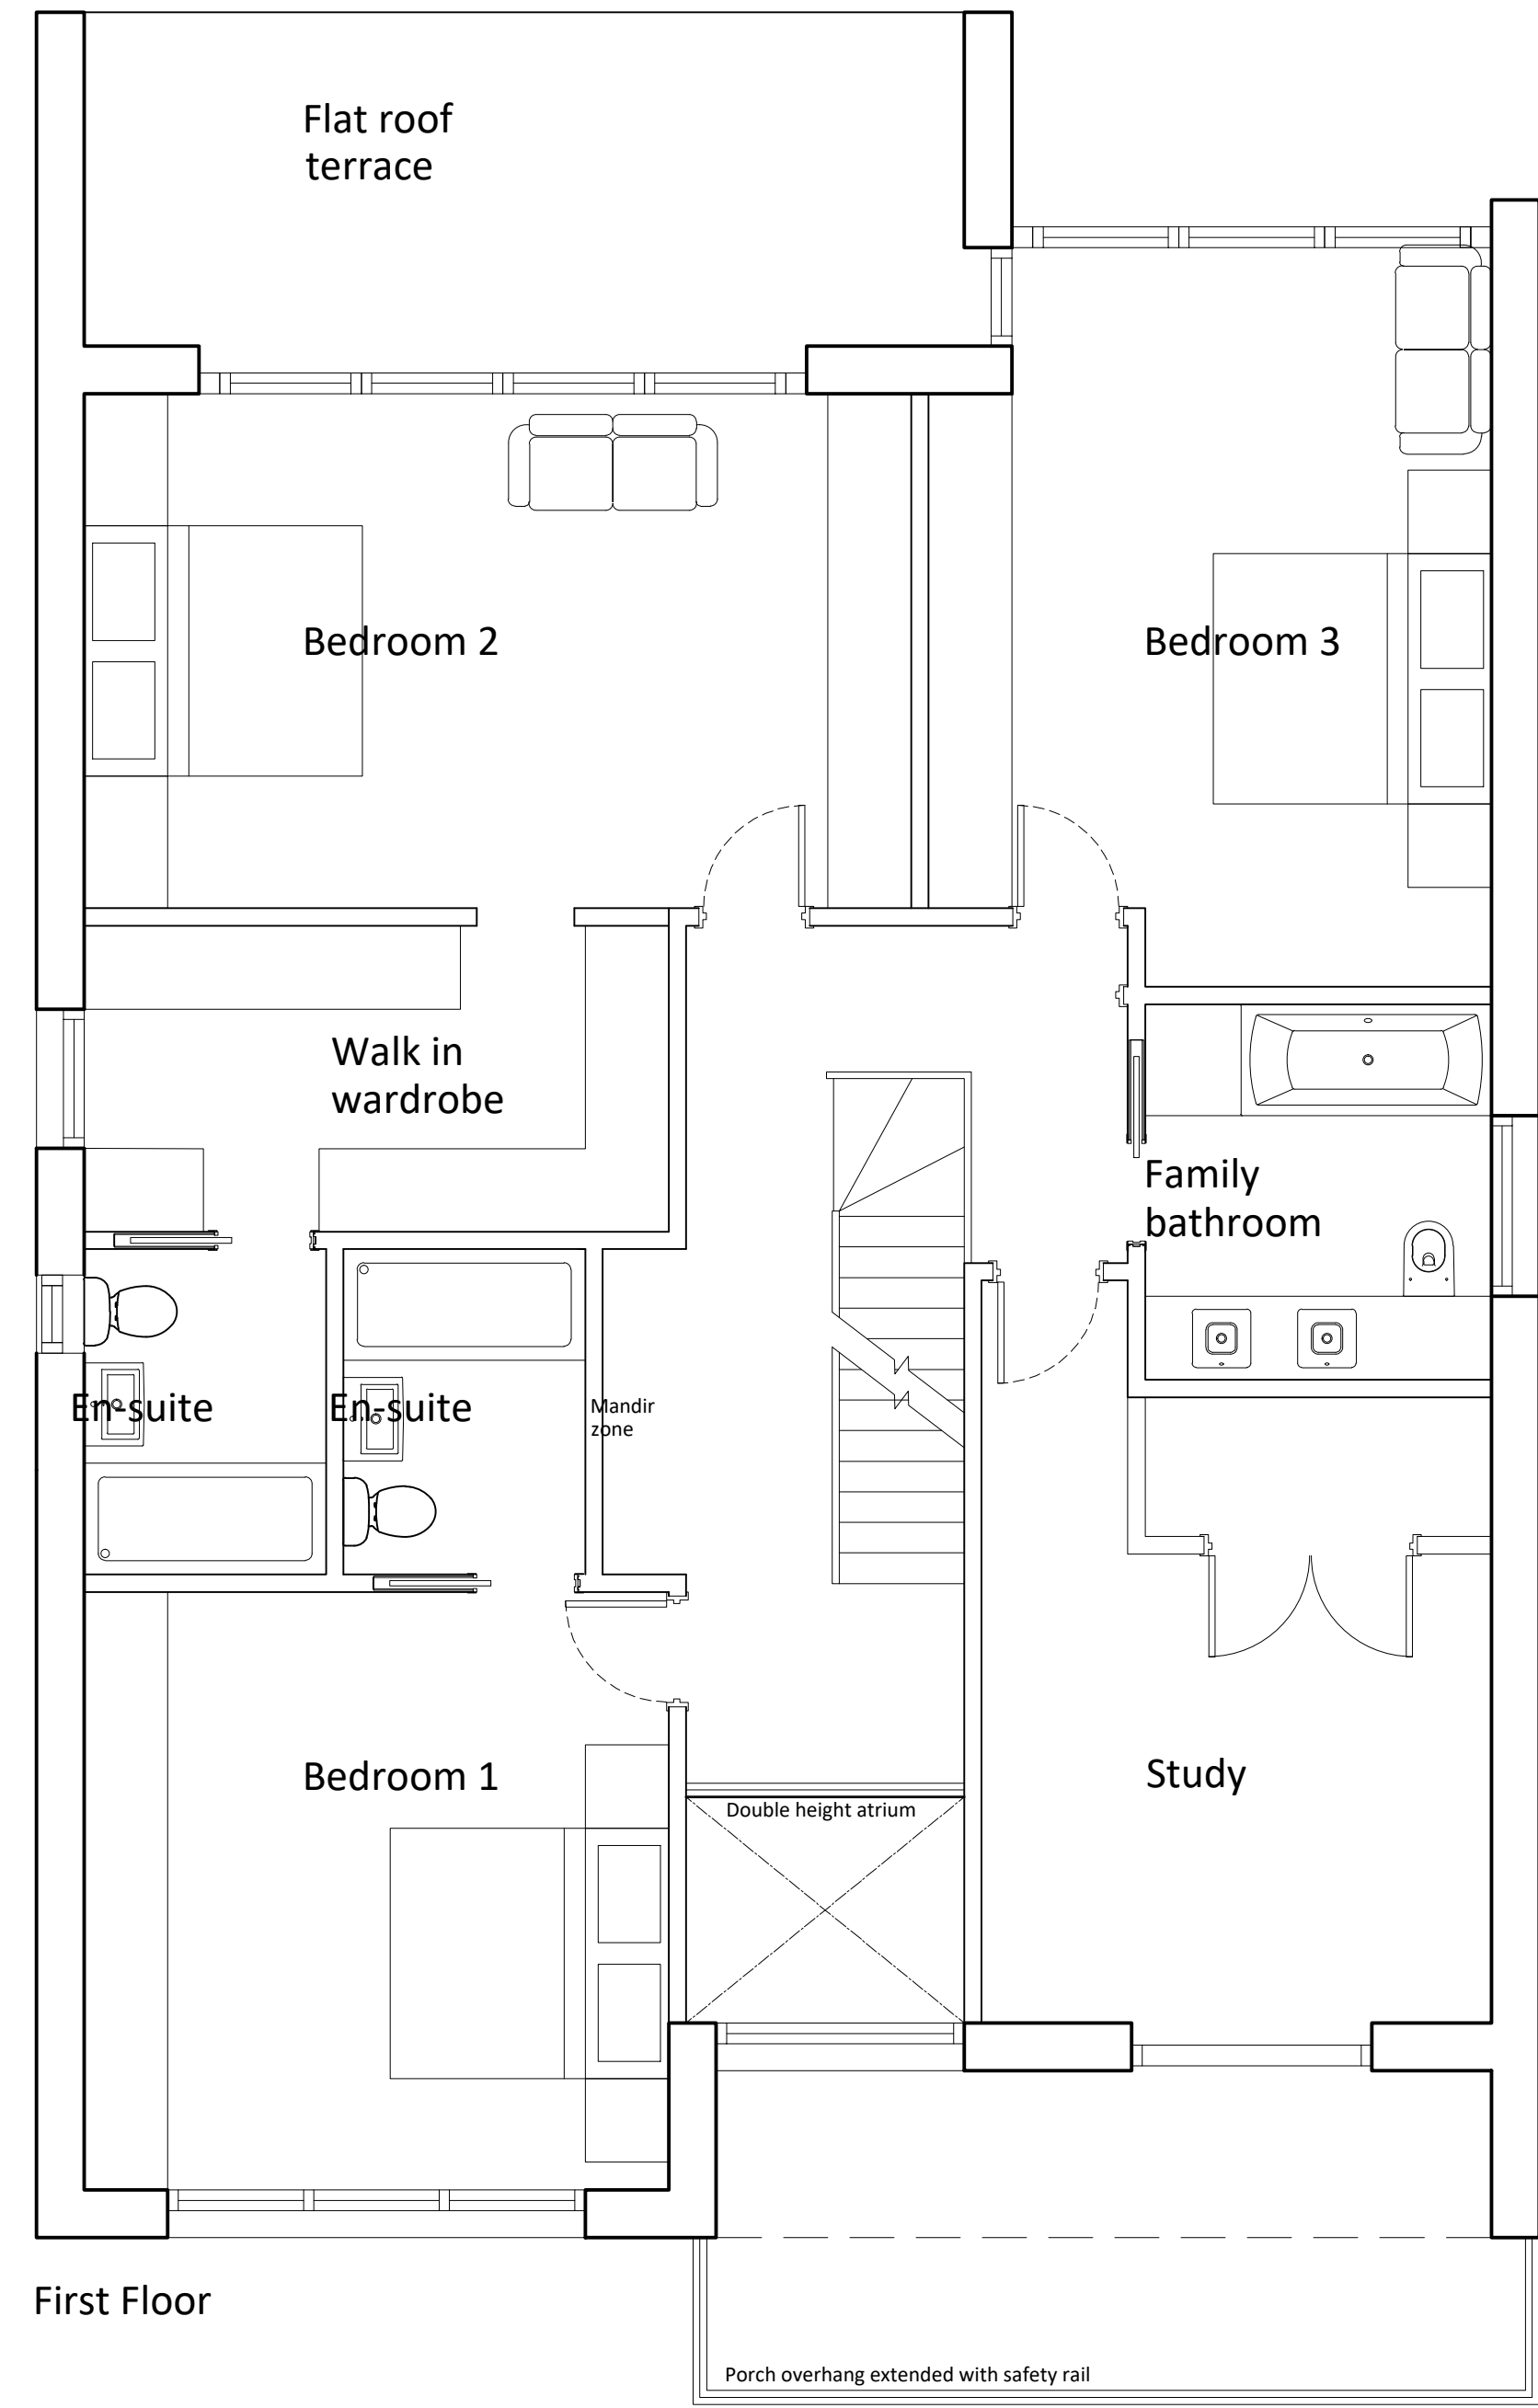 Flat roof
terrace
Bedroom 2
Bedroom 3
Walk in
wardrobe
Family
bathroom
En-suite
En-suite
Mandir
zone
Bedroom 1
Study
Double height atrium
First Floor
Porch overhang extended with safety rail